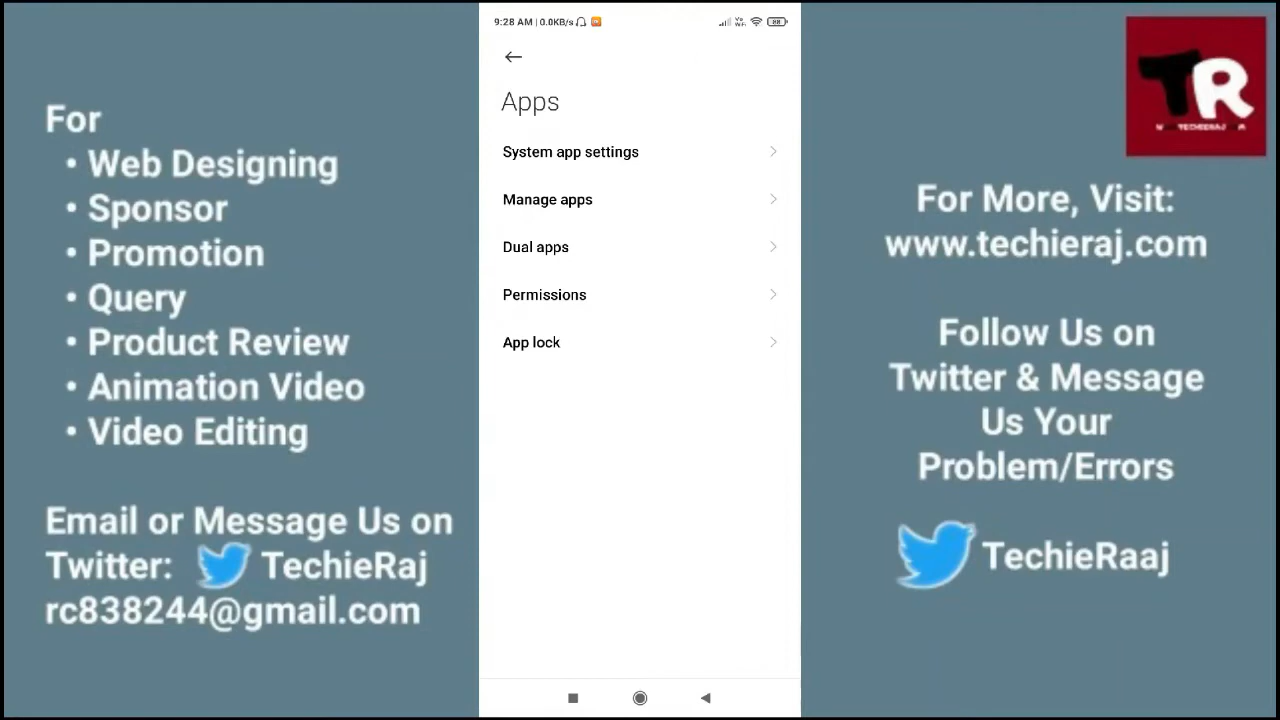 For
• Web Designing
• Sponsor
• Promotion
• Query
• Product Review
• Animation Video
• Video Editing
Email or Message Us on
Twitter: TechieRaj
rc838244@gmail.com
9:28 AM | 0.0KB/s
Vo WiFi
Apps
System app settings
Manage apps
Dual apps
Permissions
App lock
TR
For More, Visit:
www.techieraj.com
Follow Us on
Twitter & Message
Us Your
Problem/Errors
TechieRaaj